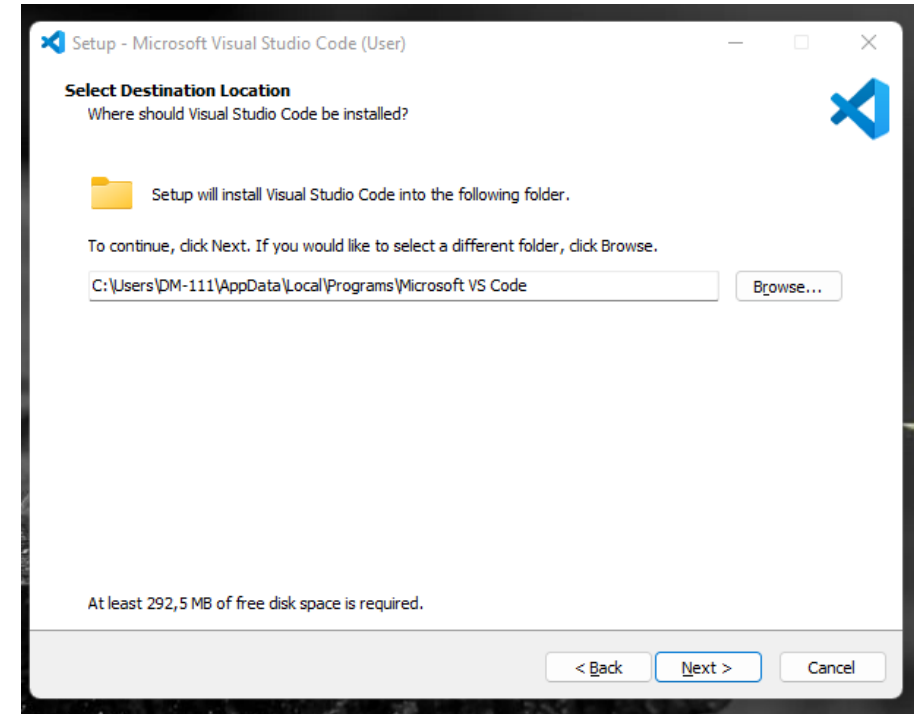 Setup - Microsoft Visual Studio Code (User)
Select Destination Location
Where should Visual Studio Code be installed?
Setup will install Visual Studio Code into the following folder.
To continue, click Next. If you would like to select a different folder, click Browse.
C:\Users\DM-111\AppData\Local\Programs\Microsoft VS Code
Browse...
At least 292,5 MB of free disk space is required.
< Back
Next >
Cancel